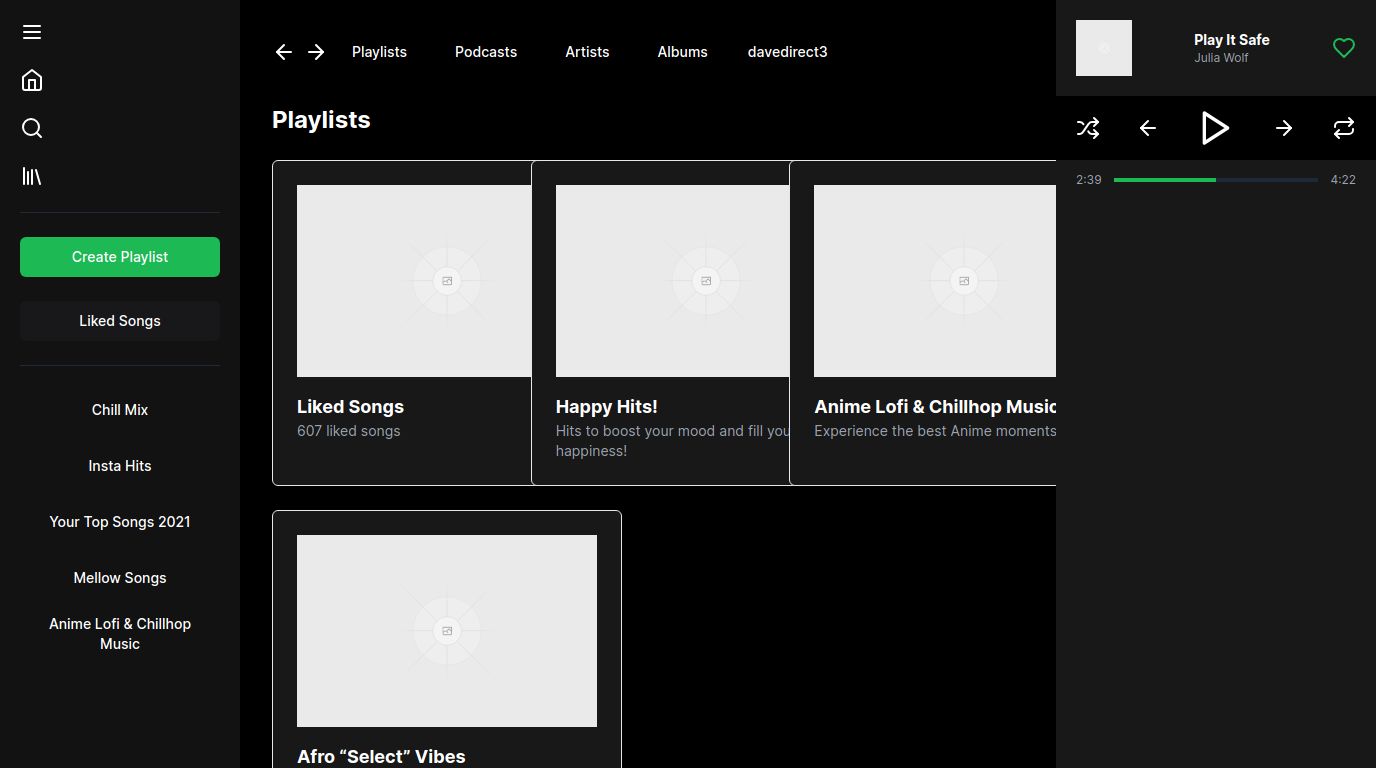 Playlists
Podcasts
Artists
Albums
davedirect3
Play It Safe
Julia Wolf
2:39
4:22
Create Playlist
Liked Songs
Chill Mix
Insta Hits
Your Top Songs 2021
Mellow Songs
Anime Lofi & Chillhop
Music
Playlists
Liked Songs
607 liked songs
Happy Hits!
Hits to boost your mood and fill you
happiness!
Anime Lofi & Chillhop Music
Experience the best Anime moments
Afro “Select” Vibes